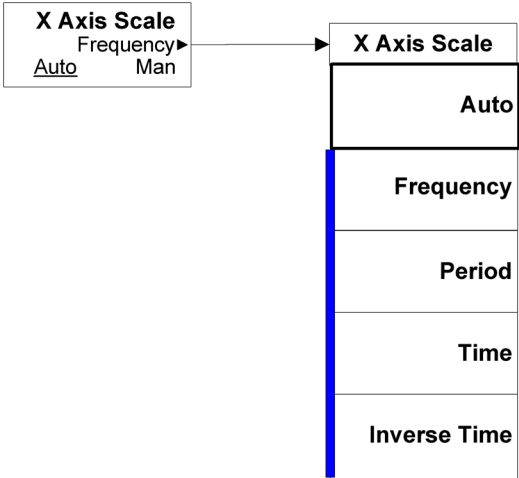 X Axis Scale
Frequency
Auto Man
X Axis Scale
Auto
Frequency
Period
Time
Inverse Time